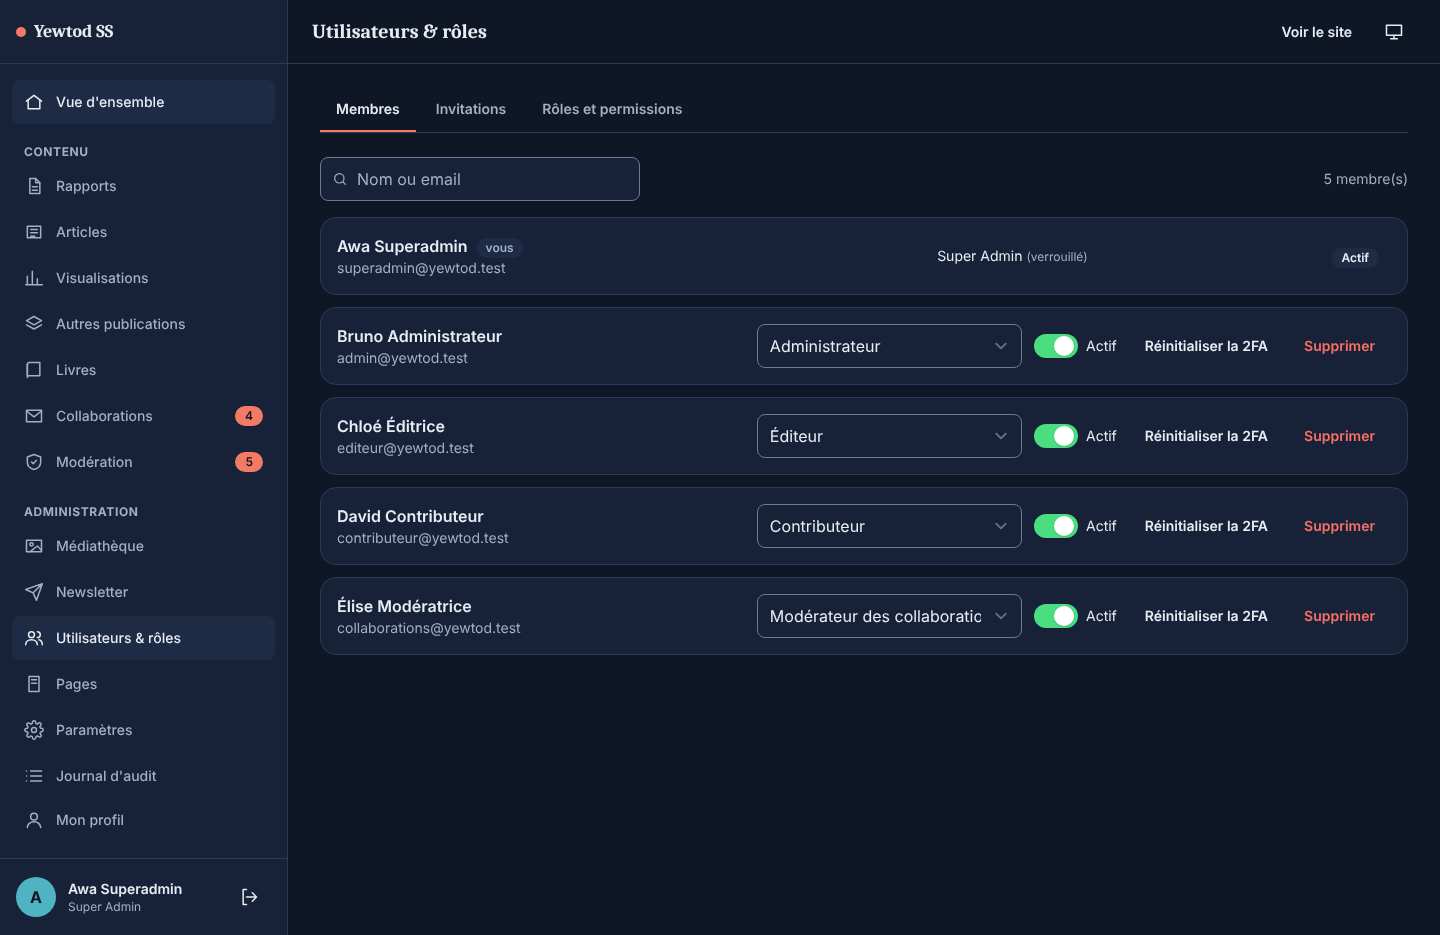 Yewtod SS
Utilisateurs & rôles
Voir le site
Vue d'ensemble
CONTENU
Rapports
Articles
Visualisations
Autres publications
Livres
Collaborations 4
Modération 5
ADMINISTRATION
Médiathèque
Newsletter
Utilisateurs & rôles
Pages
Paramètres
Journal d'audit
Mon profil
A
Awa Superadmin
Super Admin
Membres Invitations Rôles et permissions
Nom ou email
5 membre(s)
Awa Superadmin vous
superadmin@yewtod.test
Super Admin (verrouillé)
Actif
Bruno Administrateur
admin@yewtod.test
Administrateur
Actif
Réinitialiser la 2FA
Supprimer
Chloé Éditrice
editeur@yewtod.test
Éditeur
Actif
Réinitialiser la 2FA
Supprimer
David Contributeur
contributeur@yewtod.test
Contributeur
Actif
Réinitialiser la 2FA
Supprimer
Élise Modératrice
collaborations@yewtod.test
Modérateur des collaboratic
Actif
Réinitialiser la 2FA
Supprimer